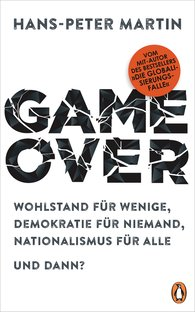 HANS-PETER MARTIN
VOM
MIT-AUTOR
DES BESTSELLERS
»DIE GLOBALI-
SIERUNGS-
FALLE«
GAME
OVER
WOHLSTAND FÜR WENIGE,
DEMOKRATIE FÜR NIEMAND,
NATIONALISMUS FÜR ALLE
UND DANN?